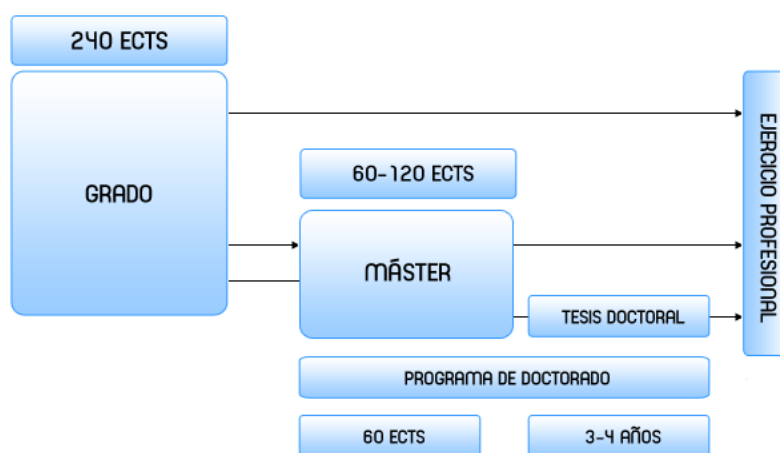 240 ECTS
GRADO
60-120 ECTS
MÁSTER
TESIS DOCTORAL
EJERCICIO PROFESIONAL
PROGRAMA DE DOCTORADO
60 ECTS
3-4 AÑOS